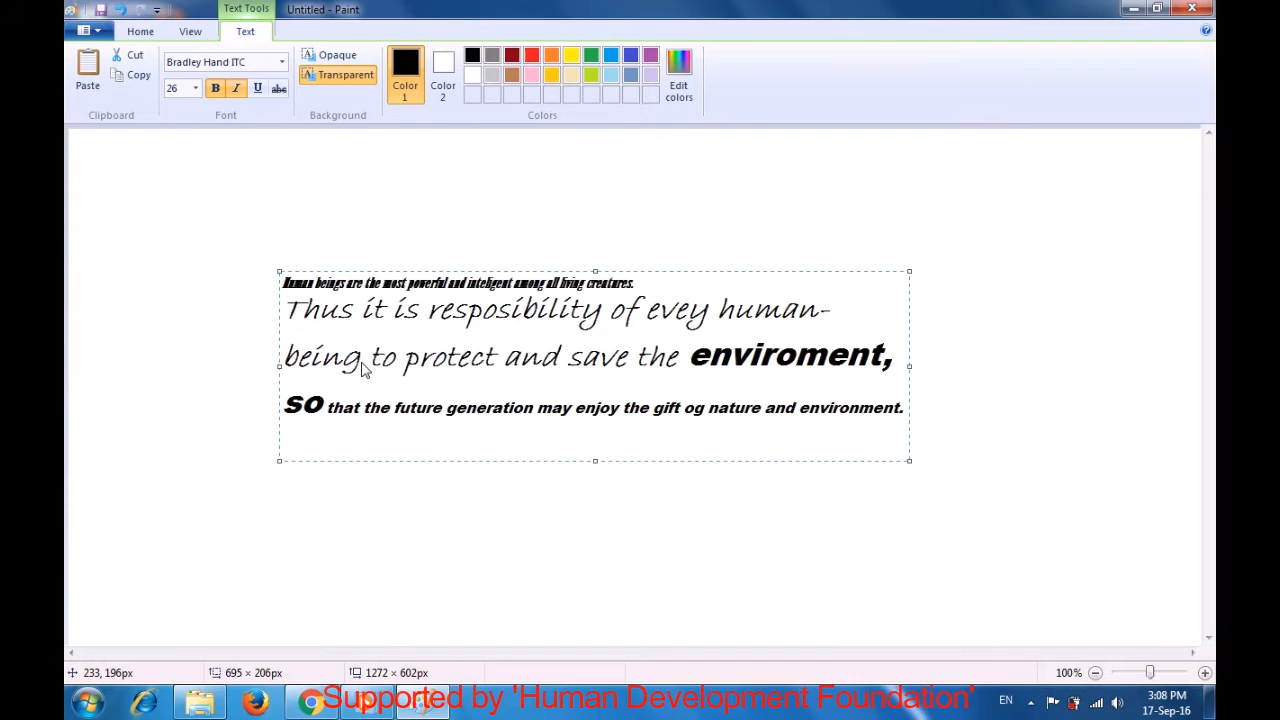 Text Tools
Untitled - Paint
Home
View
Text
Paste
Cut
Copy
Clipboard
Bradley Hand ITC
26
B
I
U
abc
Font
Opaque
Transparent
Background
Color 1
Color 2
Edit colors
Colors
Human beings are the most powerful and inteligent among all living creatures.
Thus it is resposibility of evey human-
being to protect and save the enviroment,
so that the future generation may enjoy the gift og nature and environment.
233, 196px
695 × 206px
1272 × 602px
100%
Supported by 'Human Development Foundation'
EN
3:08 PM
17-Sep-16